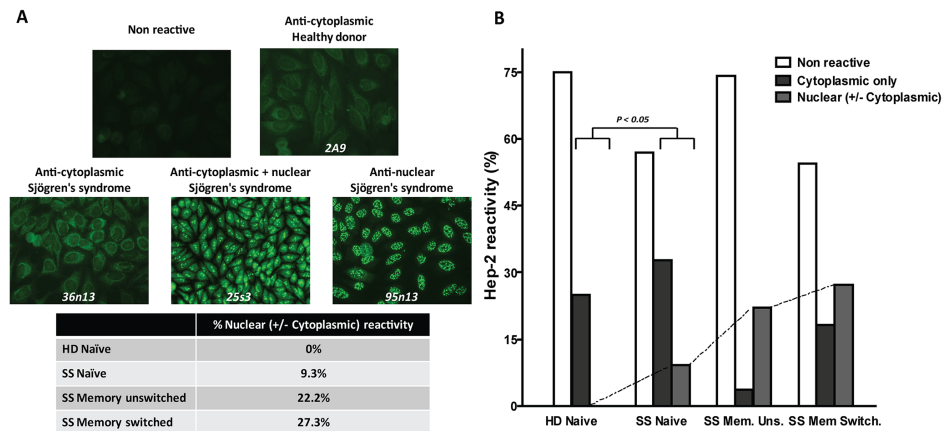 A
Non reactive
Anti-cytoplasmic
Healthy donor
2A9
Anti-cytoplasmic
Sjögren's syndrome
36n13
Anti-cytoplasmic + nuclear
Sjögren's syndrome
25s3
Anti-nuclear
Sjögren's syndrome
95n13
% Nuclear (+/- Cytoplasmic) reactivity
HD Naïve 0%
SS Naïve 9.3%
SS Memory unswitched 22.2%
SS Memory switched 27.3%
B
Non reactive
Cytoplasmic only
Nuclear (+/- Cytoplasmic)
P < 0.05
Hep-2 reactivity (%)
75
60
45
30
15
0
HD Naive SS Naive SS Mem. Uns. SS Mem Switch.